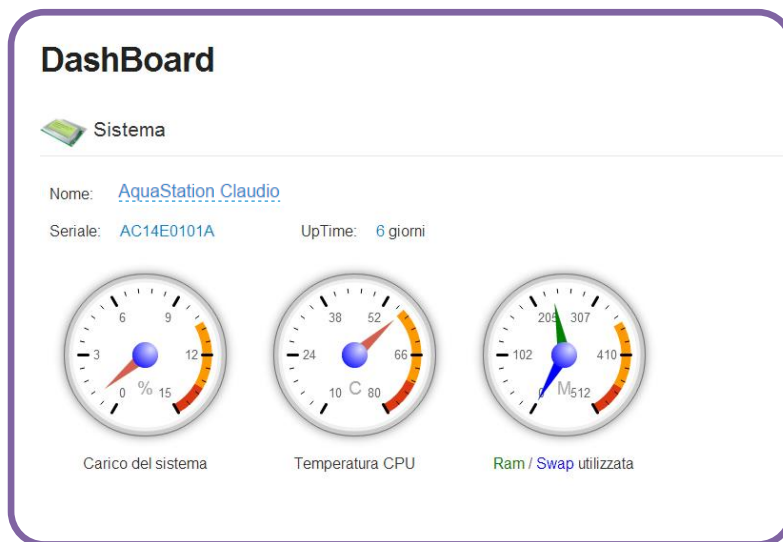 DashBoard
Sistema
Nome: AquaStation Claudio
Seriale: AC14E0101A UpTime: 6 giorni
0 3 6 9 12 15 %
10 24 38 52 66 80 C
0 102 205 307 410 512 M
Carico del sistema
Temperatura CPU
Ram / Swap utilizzata